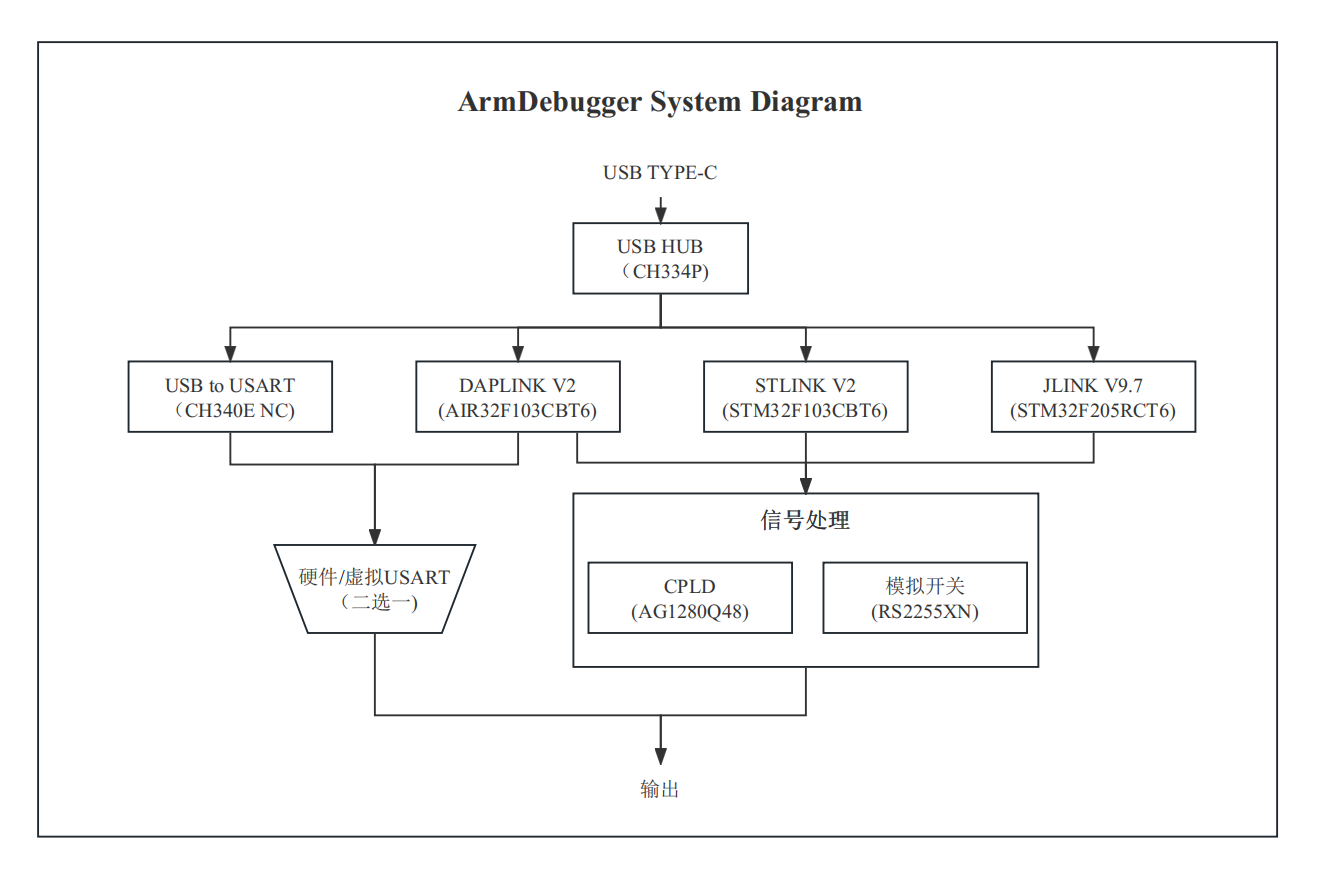 ArmDebugger System Diagram
USB TYPE-C
USB HUB
（CH334P)
USB to USART
（CH340E NC)
DAPLINK V2
(AIR32F103CBT6)
STLINK V2
(STM32F103CBT6)
JLINK V9.7
(STM32F205RCT6)
信号处理
硬件/虚拟USART
（二选一)
CPLD
(AG1280Q48)
模拟开关
(RS2255XN)
输出